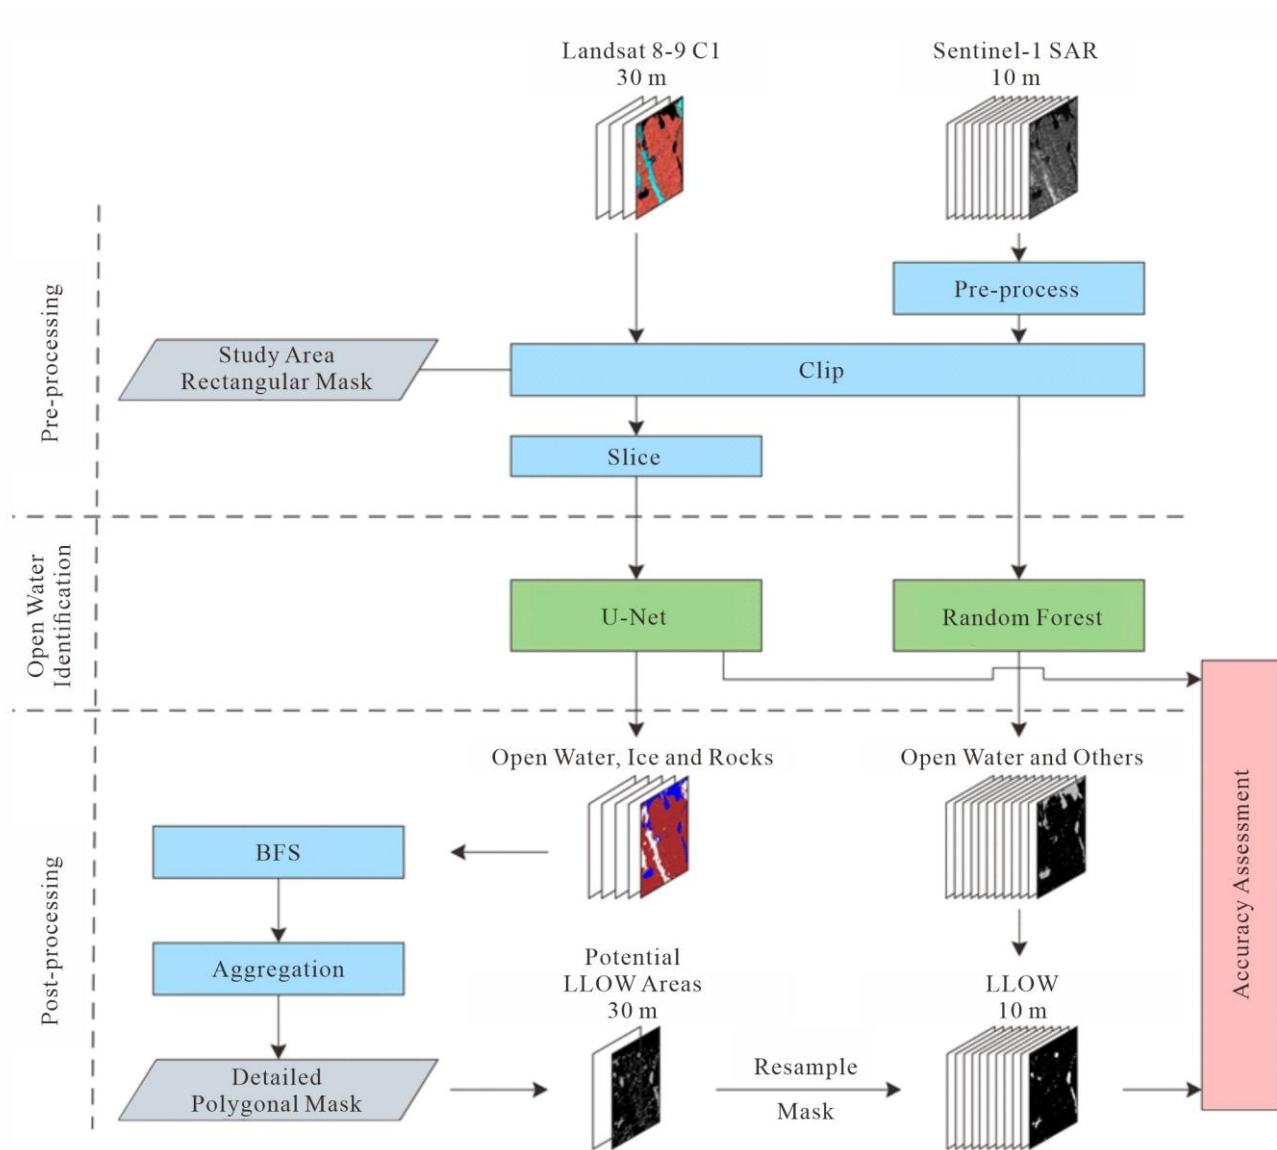 Landsat 8-9 C1
30 m
Sentinel-1 SAR
10 m
Pre-processing
Pre-process
Study Area
Rectangular Mask
Clip
Slice
Open Water
Identification
U-Net
Random Forest
Open Water, Ice and Rocks
Open Water and Others
Accuracy Assessment
Post-processing
BFS
Aggregation
Potential
LLOW Areas
30 m
LLOW
10 m
Detailed
Polygonal Mask
Resample
Mask